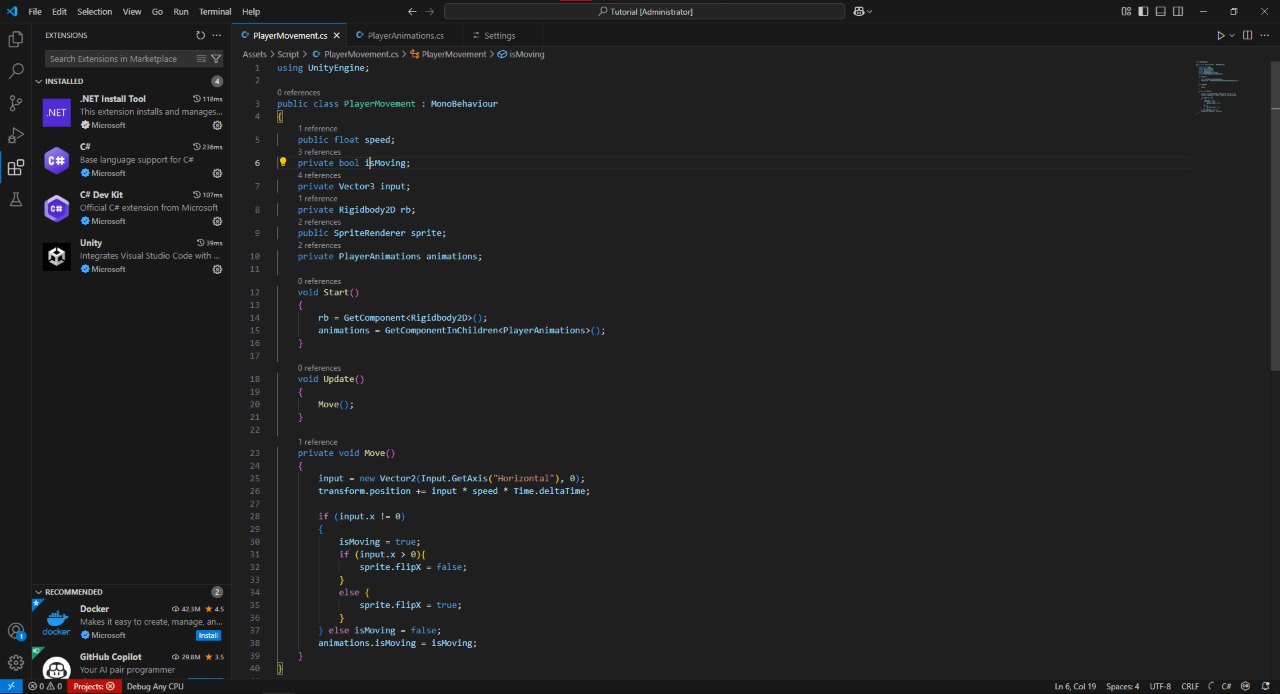 File Edit Selection View Go Run Terminal Help
Tutorial [Administrator]
EXTENSIONS
Search Extensions in Marketplace
INSTALLED 4
.NET
.NET Install Tool 118ms
This extension installs and manages...
Microsoft
C#
C# 236ms
Base language support for C#
Microsoft
C#
C# Dev Kit 107ms
Official C# extension from Microsoft
Microsoft
Unity 39ms
Integrates Visual Studio Code with ...
Microsoft
RECOMMENDED 2
Docker 42.3M 4.5
Makes it easy to create, manage, an...
docker
Microsoft Install
GitHub Copilot 29.8M 3.5
Your AI pair programmer
1
PlayerMovement.cs PlayerAnimations.cs Settings
Assets > Script > PlayerMovement.cs > PlayerMovement > isMoving
1 using UnityEngine;
2
0 references
3 public class PlayerMovement : MonoBehaviour
4 {
1 reference
5 public float speed;
3 references
6 private bool isMoving;
4 references
7 private Vector3 input;
1 reference
8 private Rigidbody2D rb;
2 references
9 public SpriteRenderer sprite;
2 references
10 private PlayerAnimations animations;
11
0 references
12 void Start()
13 {
14 rb = GetComponent<Rigidbody2D>();
15 animations = GetComponentInChildren<PlayerAnimations>();
16 }
17
0 references
18 void Update()
19 {
20 Move();
21 }
22
1 reference
23 private void Move()
24 {
25 input = new Vector2(Input.GetAxis("Horizontal"), 0);
26 transform.position += input * speed * Time.deltaTime;
27
28 if (input.x != 0)
29 {
30 isMoving = true;
31 if (input.x > 0){
32 sprite.flipX = false;
33 }
34 else {
35 sprite.flipX = true;
36 }
37 } else isMoving = false;
38 animations.isMoving = isMoving;
39 }
40 }
0 0 Projects: Debug Any CPU
Ln 6, Col 19 Spaces: 4 UTF-8 CRLF C#